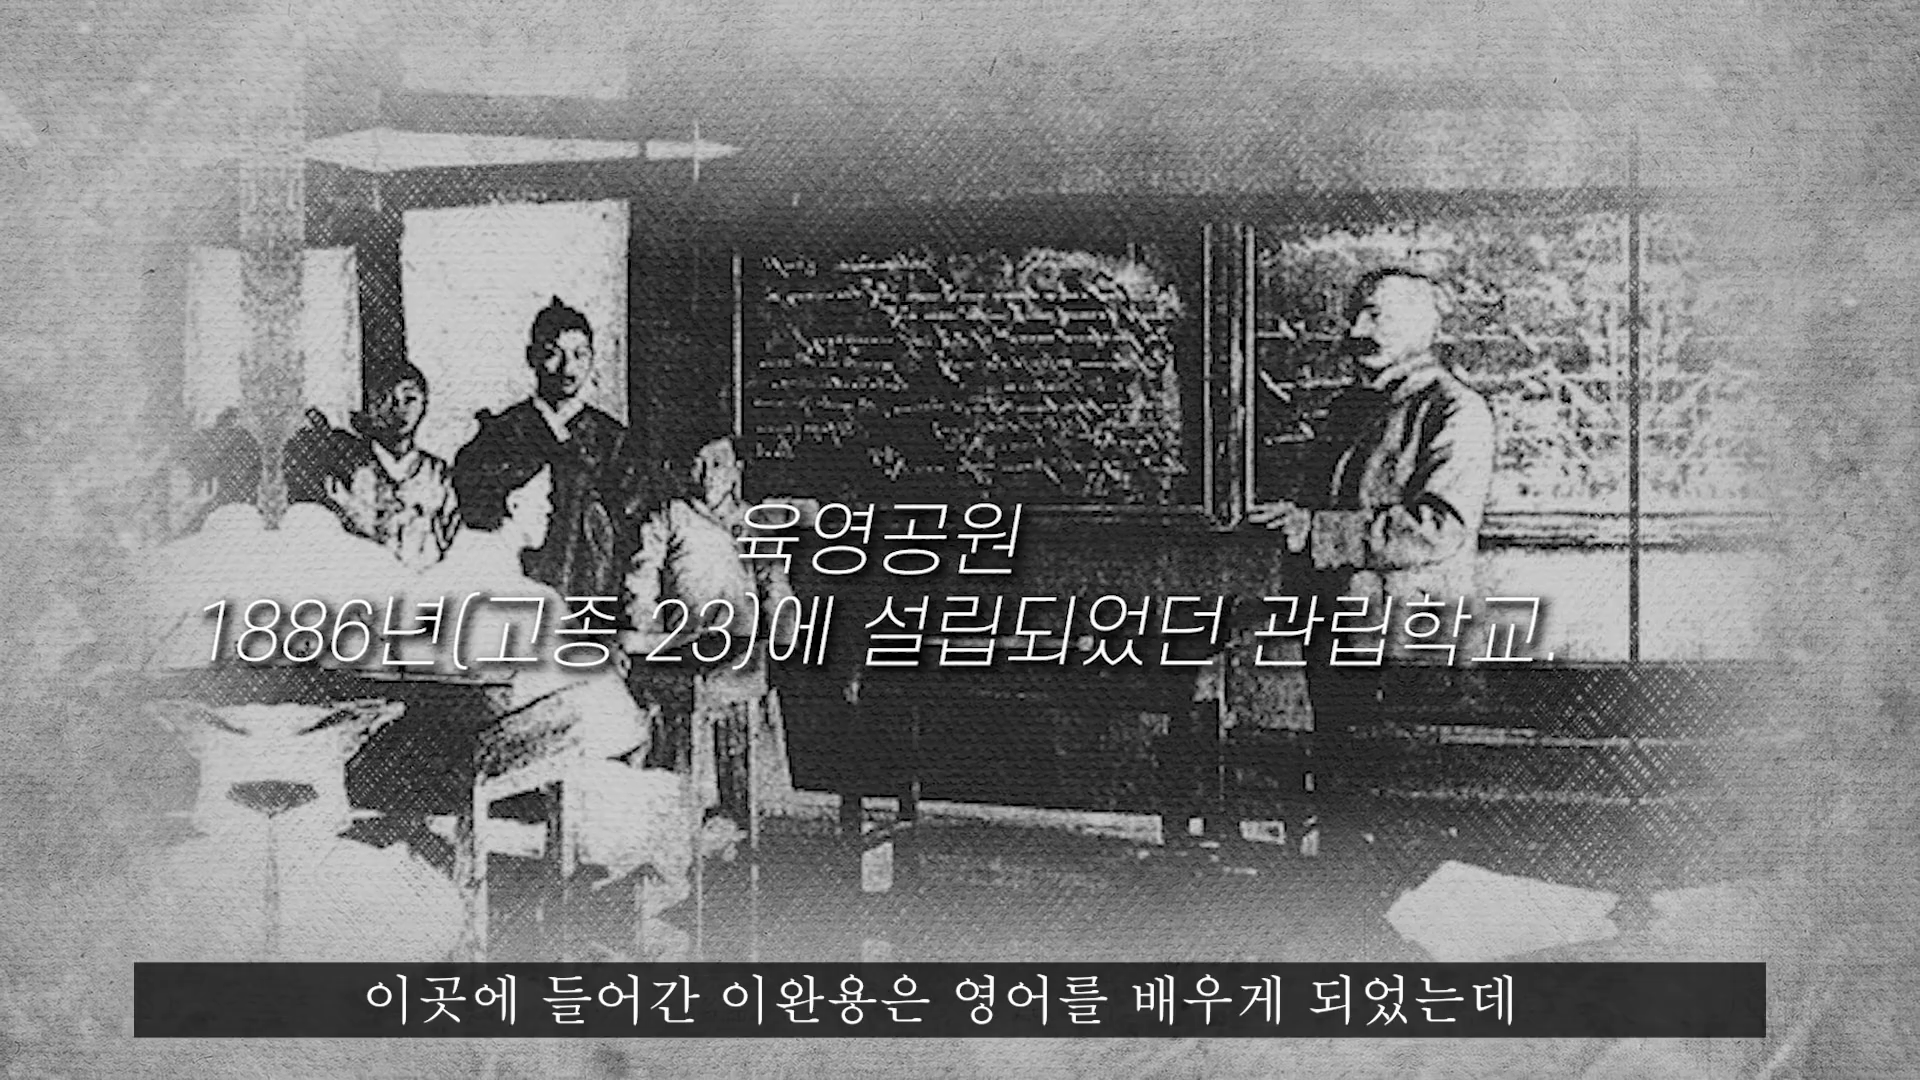 육영공원
1886년(고종 23)에 설립되었던 관립학교.
이곳에 들어간 이완용은 영어를 배우게 되었는데